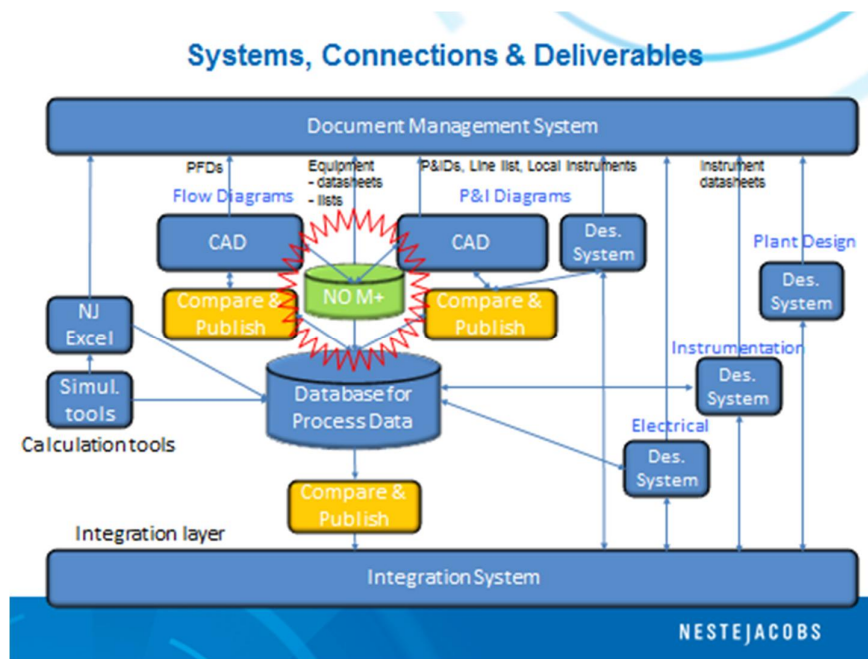 Systems, Connections & Deliverables
Document Management System
PFDs
Equipment
- datasheets
- lists
P&IDs, Line list, Local Instruments
Instrument
datasheets
Flow Diagrams
P&I Diagrams
CAD
CAD
Des.
System
Plant Design
Des.
System
NO M+
Compare &
Publish
Compare &
Publish
NJ
Excel
Instrumentation
Des.
System
Simul.
tools
Calculation tools
Database for
Process Data
Electrical
Des.
System
Compare &
Publish
Integration layer
Integration System
NESTEJACOBS